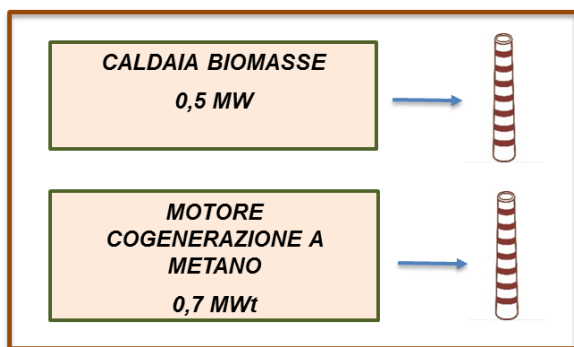 CALDAIA BIOMASSE
0,5 MW
MOTORE
COGENERAZIONE A
METANO
0,7 MWt